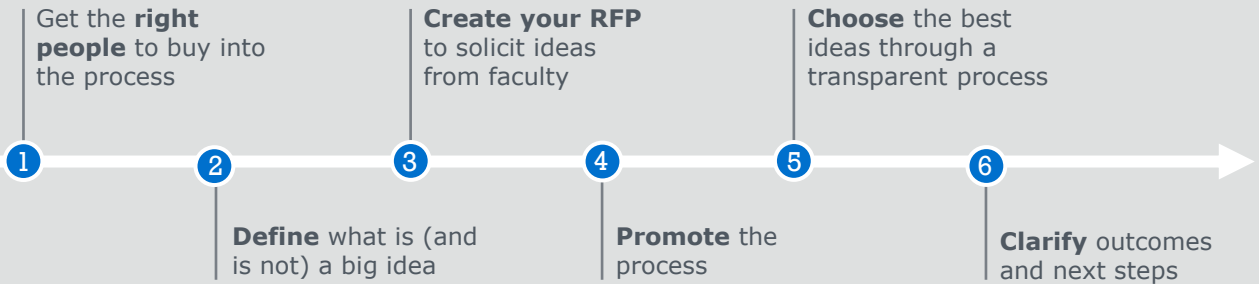 Get the right
people to buy into
the process
Create your RFP
to solicit ideas
from faculty
Choose the best
ideas through a
transparent process
1
2
3
4
5
6
Define what is (and
is not) a big idea
Promote the
process
Clarify outcomes
and next steps